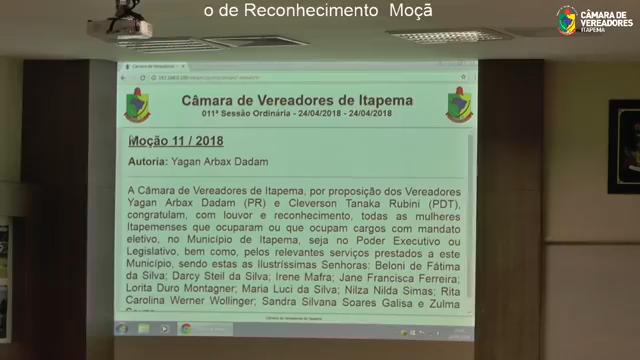 o de Reconhecimento Moçã
CÂMARA DE
VEREADORES
ITAPEMA
Câmara de Vereadores de Itapema
011ª Sessão Ordinária - 24/04/2018 - 24/04/2018
Moção 11 / 2018
Autoria: Yagan Arbax Dadam
A Câmara de Vereadores de Itapema, por proposição dos Vereadores
Yagan Arbax Dadam (PR) e Cleverson Tanaka Rubini (PDT),
congratulam, com louvor e reconhecimento, todas as mulheres
Itapemenses que ocuparam ou que ocupam cargos com mandato
eletivo, no Município de Itapema, seja no Poder Executivo ou
Legislativo, bem como, pelos relevantes serviços prestados a este
Município, sendo estas as Ilustríssimas Senhoras: Beloni de Fátima
da Silva; Darcy Steil da Silva; Irene Mafra; Jane Francisca Ferreira;
Lorita Duro Montagner; Maria Luci da Silva; Nilza Nilda Simas; Rita
Carolina Werner Wollinger; Sandra Silvana Soares Galisa e Zulma
Câmara de Vereadores de Itapema